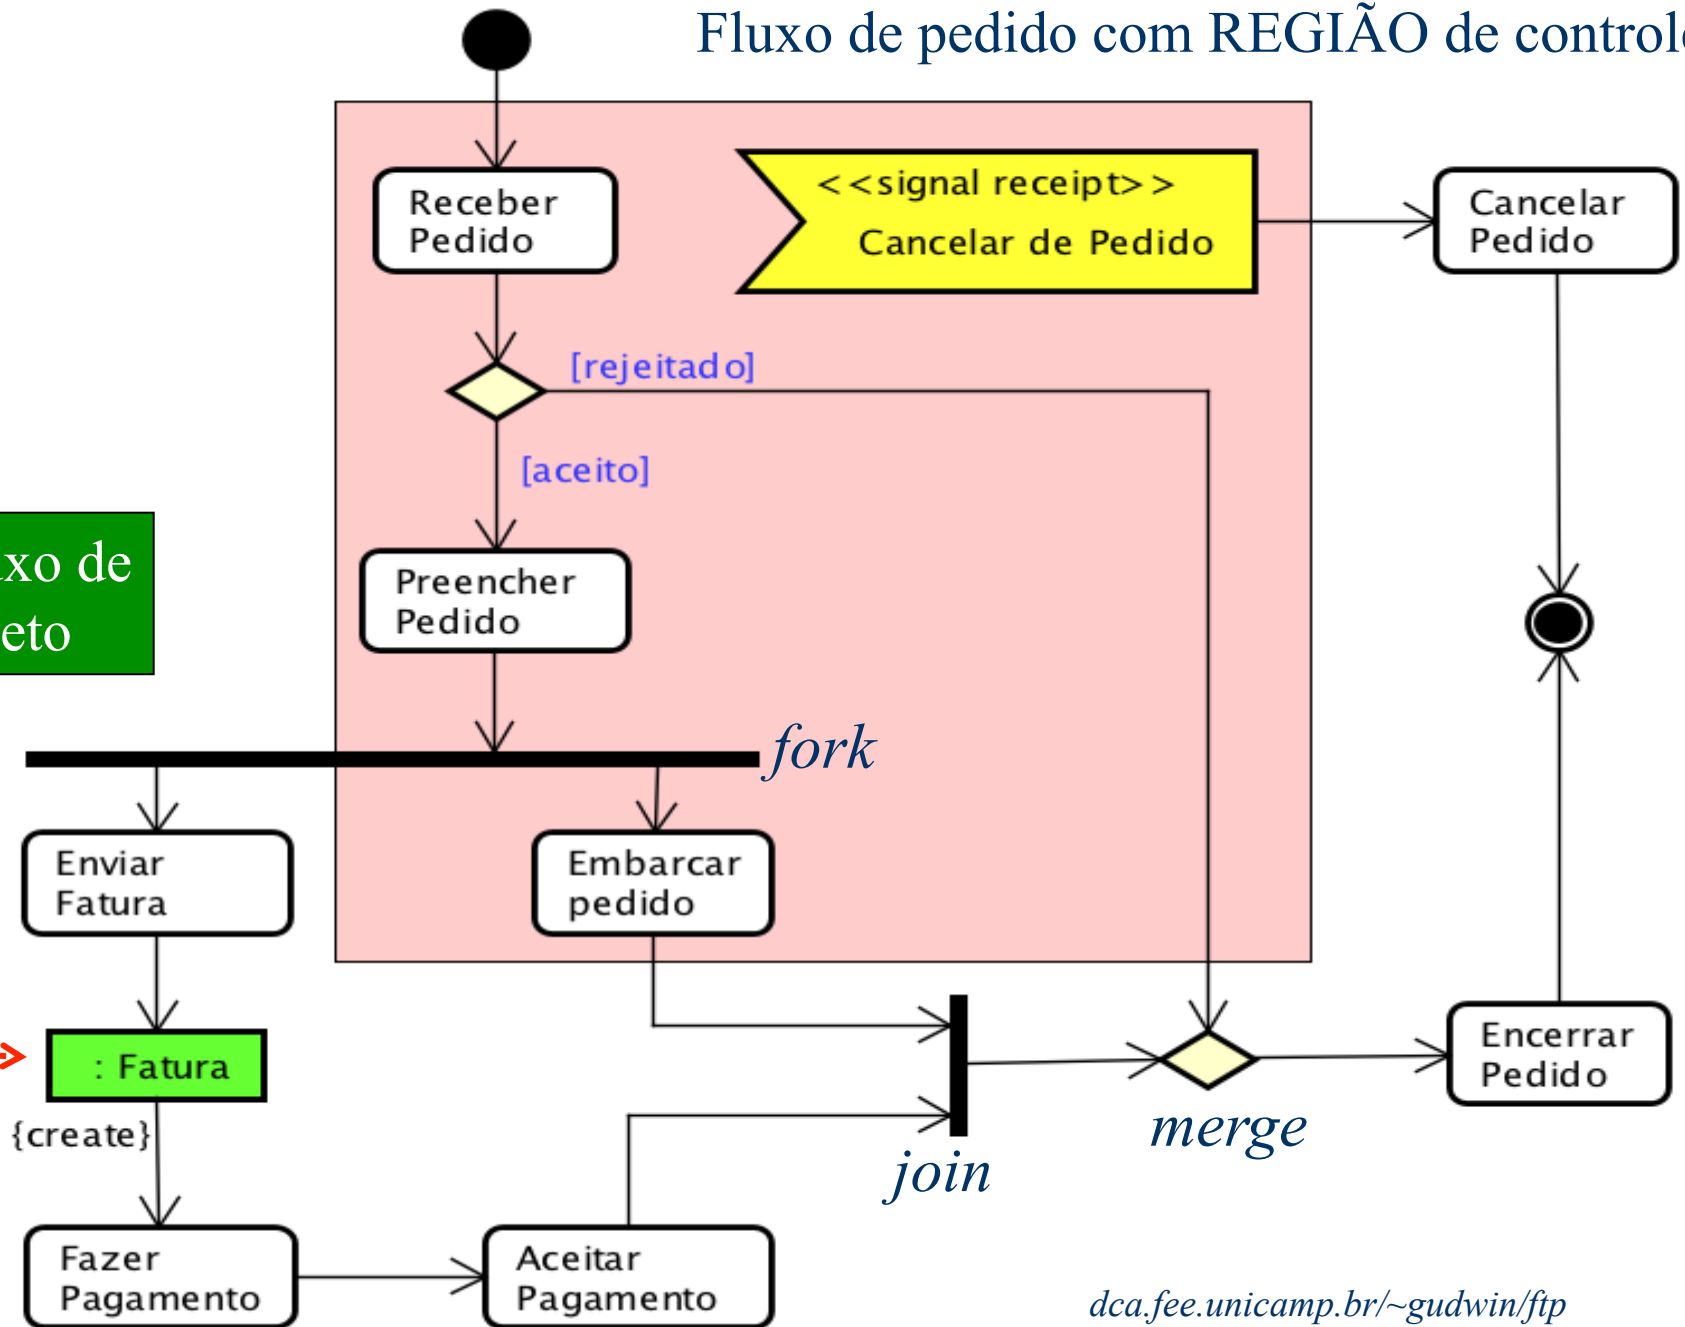 Fluxo de pedido com REGIÃO de controle
Receber
Pedido
<<signal receipt>>
Cancelar de Pedido
Cancelar
Pedido
[rejeitado]
[aceito]
xo de
eto
Preencher
Pedido
fork
Enviar
Fatura
Embarcar
pedido
: Fatura
{create}
Encerrar
Pedido
merge
join
Fazer
Pagamento
Aceitar
Pagamento
dca.fee.unicamp.br/~gudwin/ftp